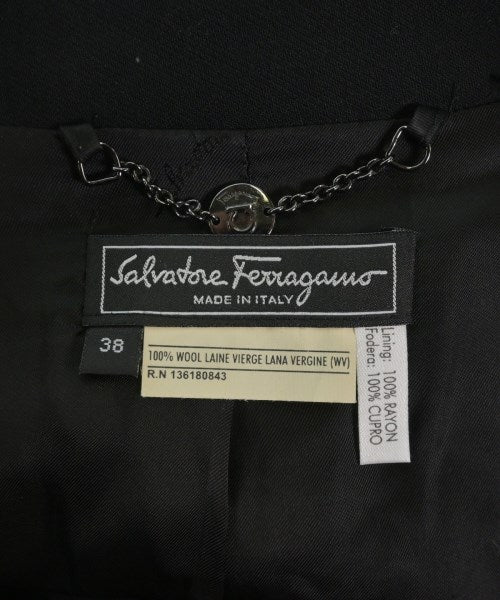 Salvatore Ferragamo
MADE IN ITALY
38
100% WOOL LAINE VIERGE LANA VERGINE (WV)
R.N 136180843
Lining: 100% RAYON
Fodera: 100% CUPRO